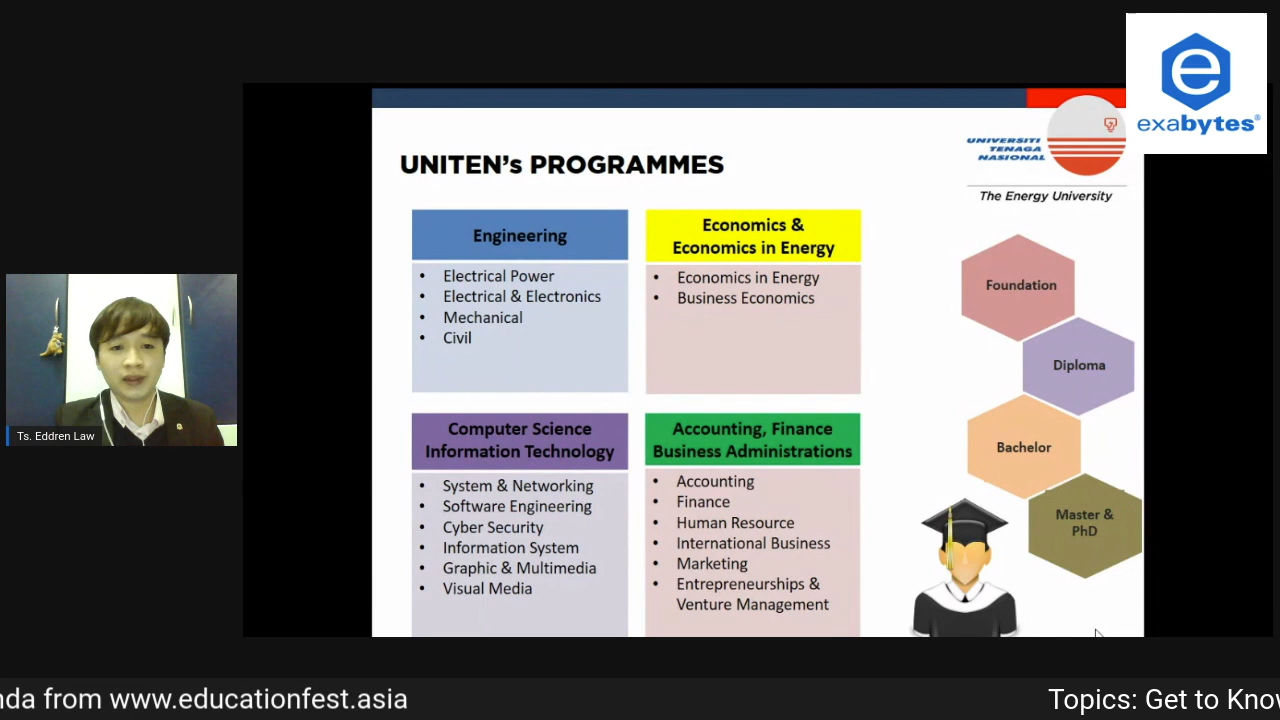 e
exabytes®
UNIVERSITI
TENAGA
NASIONAL
The Energy University
UNITEN's PROGRAMMES
Engineering
• Electrical Power
• Electrical & Electronics
• Mechanical
• Civil
Economics &
Economics in Energy
• Economics in Energy
• Business Economics
Computer Science
Information Technology
• System & Networking
• Software Engineering
• Cyber Security
• Information System
• Graphic & Multimedia
• Visual Media
Accounting, Finance
Business Administrations
• Accounting
• Finance
• Human Resource
• International Business
• Marketing
• Entrepreneurships &
Venture Management
Foundation
Diploma
Bachelor
Master &
PhD
Ts. Eddren Law
nda from www.educationfest.asia
Topics: Get to Know